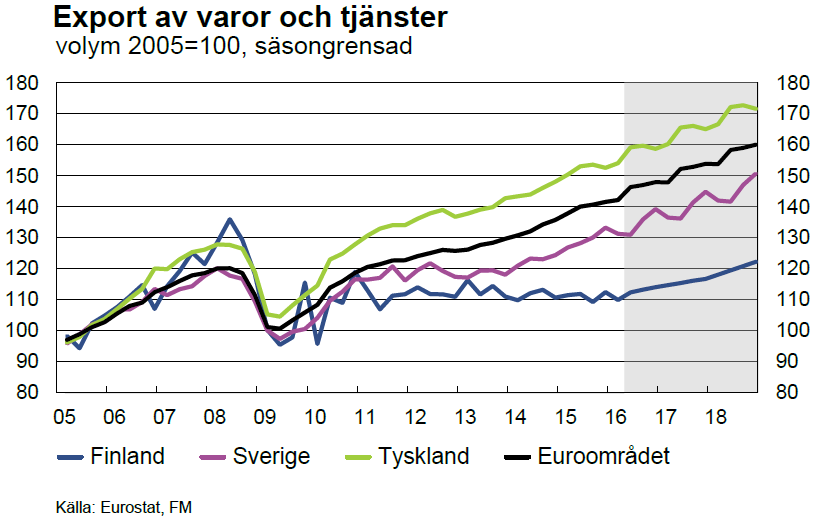 Export av varor och tjänster
volym 2005=100, säsongrensad
180 180
170 170
160 160
150 150
140 140
130 130
120 120
110 110
100 100
90 90
80 80
05 06 07 08 09 10 11 12 13 14 15 16 17 18
Finland Sverige Tyskland Euroområdet
Källa: Eurostat, FM